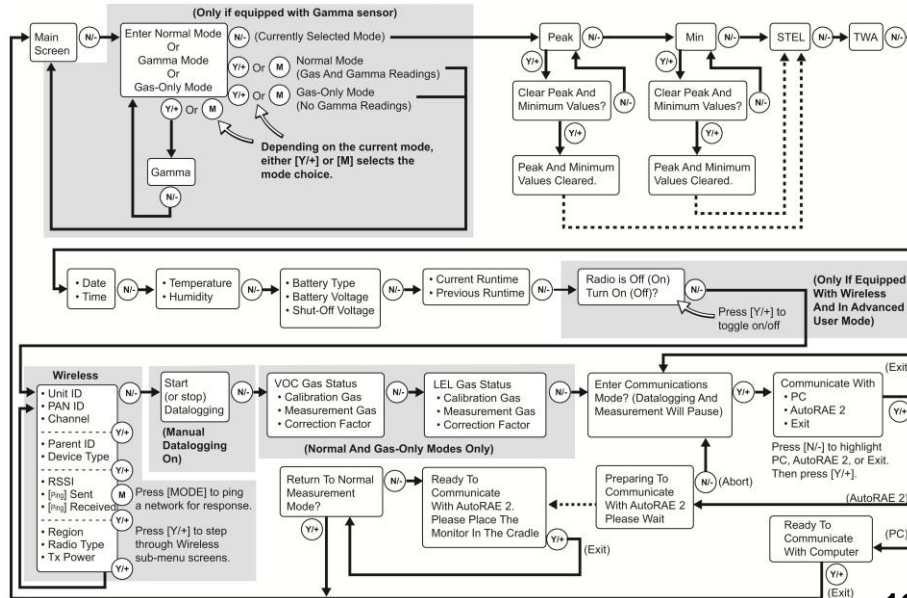 (Only if equipped with Gamma sensor)
Main
Screen
N/-
Enter Normal Mode
Or
Gamma Mode
Or
Gas-Only Mode
N/-
(Currently Selected Mode)
Y/+ Or M
Normal Mode
(Gas And Gamma Readings)
Y/+ Or M
Gas-Only Mode
(No Gamma Readings)
Y/+ Or M
Depending on the current mode,
either [Y/+] or [M] selects the
mode choice.
Gamma
N/-
Peak
N/-
Min
N/-
STEL
N/-
TWA
N/-
Y/+
Clear Peak And
Minimum Values?
N/-
Y/+
Peak And Minimum
Values Cleared.
Y/+
Clear Peak And
Minimum Values?
N/-
Y/+
Peak And Minimum
Values Cleared.
• Date
• Time
N/-
• Temperature
• Humidity
N/-
• Battery Type
• Battery Voltage
• Shut-Off Voltage
N/-
• Current Runtime
• Previous Runtime
N/-
Radio is Off (On)
Turn On (Off)?
N/-
Press [Y/+] to
toggle on/off
(Only If Equipped
With Wireless
And In Advanced
User Mode)
Wireless
• Unit ID
• PAN ID
• Channel
N/-
Y/+
• Parent ID
• Device Type
Y/+
• RSSI
• [Ping] Sent
• [Ping] Received
M
Press [MODE] to ping
a network for response.
Y/+
• Region
• Radio Type
• Tx Power
Y/+
Press [Y/+] to step
through Wireless
sub-menu screens.
Start
(or stop)
Datalogging
N/-
(Manual
Datalogging
On)
VOC Gas Status
• Calibration Gas
• Measurement Gas
• Correction Factor
N/-
LEL Gas Status
• Calibration Gas
• Measurement Gas
• Correction Factor
N/-
(Normal And Gas-Only Modes Only)
Enter Communications
Mode? (Datalogging And
Measurement Will Pause)
Y/+
Communicate With
• PC
• AutoRAE 2
• Exit
(Exit)
Y/+
Press [N/-] to highlight
PC, AutoRAE 2, or Exit.
Then press [Y/+].
N/-
(Abort)
(AutoRAE 2)
Preparing To
Communicate
With AutoRAE 2
Please Wait
Ready To
Communicate
With AutoRAE 2.
Please Place The
Monitor In The Cradle
N/-
Y/+
(Exit)
Return To Normal
Measurement
Mode?
Y/+
Ready To
Communicate
With Computer
(PC)
Y/+
(Exit)